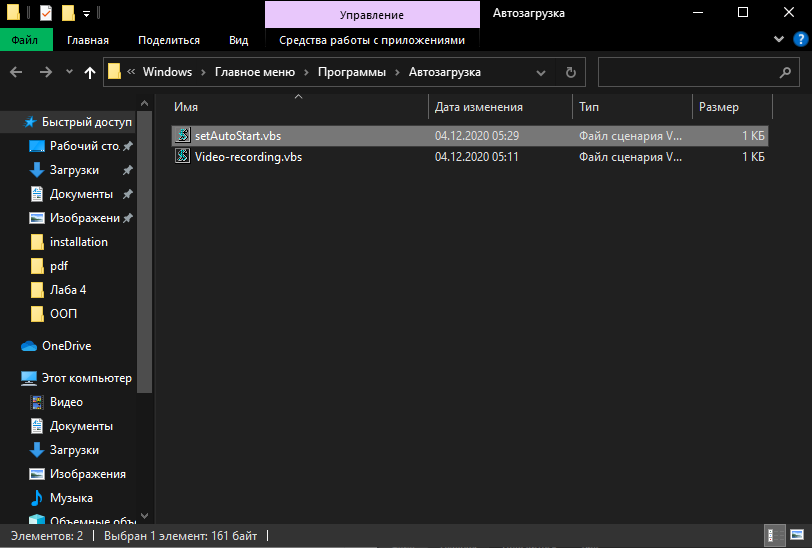 Управление
Автозагрузка
Файл
Главная
Поделиться
Вид
Средства работы с приложениями
« Windows › Главное меню › Программы › Автозагрузка
Имя
Дата изменения
Тип
Размер
setAutoStart.vbs 04.12.2020 05:29 Файл сценария V... 1 КБ
Video-recording.vbs 04.12.2020 05:11 Файл сценария V... 1 КБ
Быстрый доступ
Рабочий сто.
Загрузки
Документы
Изображени
installation
pdf
Лаба 4
ООП
OneDrive
Этот компьютер
Видео
Документы
Загрузки
Изображения
Музыка
Объемные объ
Элементов: 2 | Выбран 1 элемент: 161 байт |